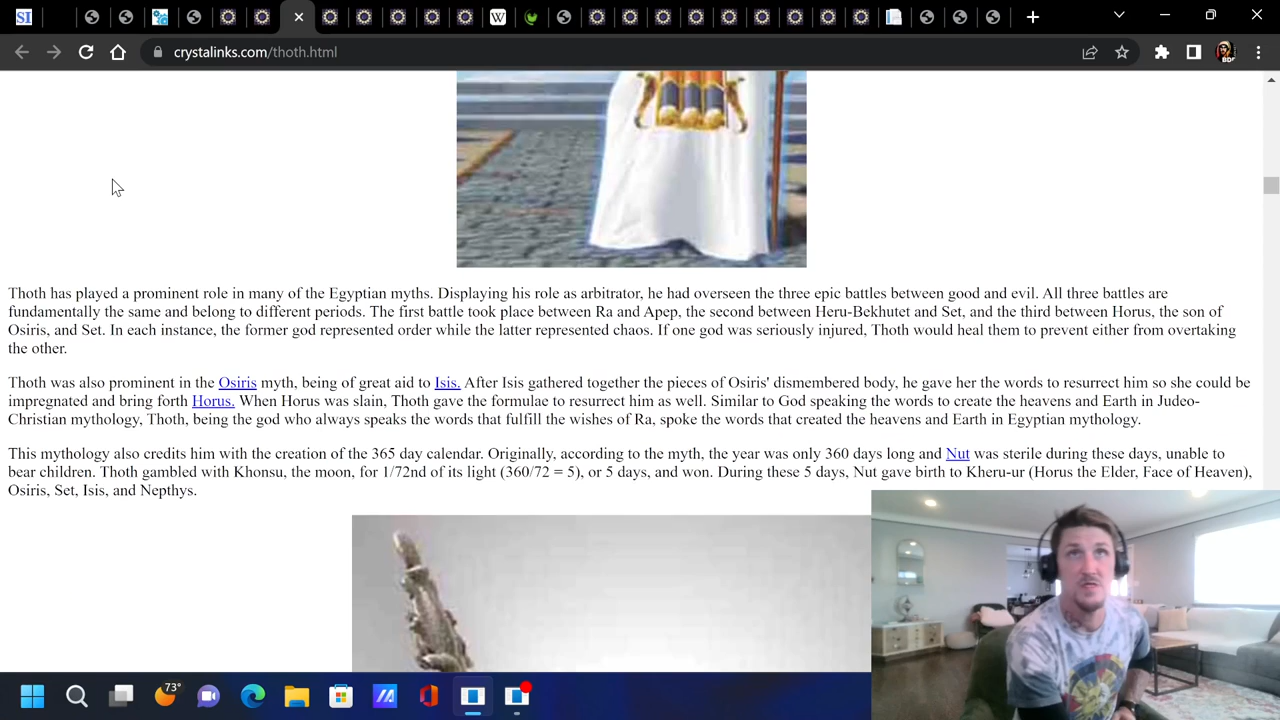 SI
W
crystalinks.com/thoth.html
BDF
Thoth has played a prominent role in many of the Egyptian myths. Displaying his role as arbitrator, he had overseen the three epic battles between good and evil. All three battles are
fundamentally the same and belong to different periods. The first battle took place between Ra and Apep, the second between Heru-Bekhutet and Set, and the third between Horus, the son of
Osiris, and Set. In each instance, the former god represented order while the latter represented chaos. If one god was seriously injured, Thoth would heal them to prevent either from overtaking
the other.
Thoth was also prominent in the Osiris myth, being of great aid to Isis. After Isis gathered together the pieces of Osiris' dismembered body, he gave her the words to resurrect him so she could be
impregnated and bring forth Horus. When Horus was slain, Thoth gave the formulae to resurrect him as well. Similar to God speaking the words to create the heavens and Earth in Judeo-
Christian mythology, Thoth, being the god who always speaks the words that fulfill the wishes of Ra, spoke the words that created the heavens and Earth in Egyptian mythology.
This mythology also credits him with the creation of the 365 day calendar. Originally, according to the myth, the year was only 360 days long and Nut was sterile during these days, unable to
bear children. Thoth gambled with Khonsu, the moon, for 1/72nd of its light (360/72 = 5), or 5 days, and won. During these 5 days, Nut gave birth to Kheru-ur (Horus the Elder, Face of Heaven),
Osiris, Set, Isis, and Nepthys.
73°